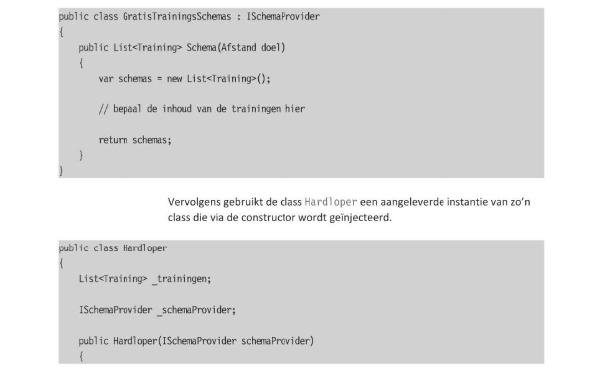 public class GratisTrainingsSchemas : ISchemaProvider
{
    public List<Training> Schema(Afstand doel)
    {
        var schemas = new List<Training>();
        // bepaal de inhoud van de trainingen hier
        return schemas;
    }
}
Vervolgens gebruikt de class Hardloper een aangeleverde instantie van zo'n
class die via de constructor wordt geïnjecteerd.
public class Hardloper
{
    List<Training> _trainingen;
    ISchemaProvider _schemaProvider;
    public Hardloper(ISchemaProvider schemaProvider)
    {